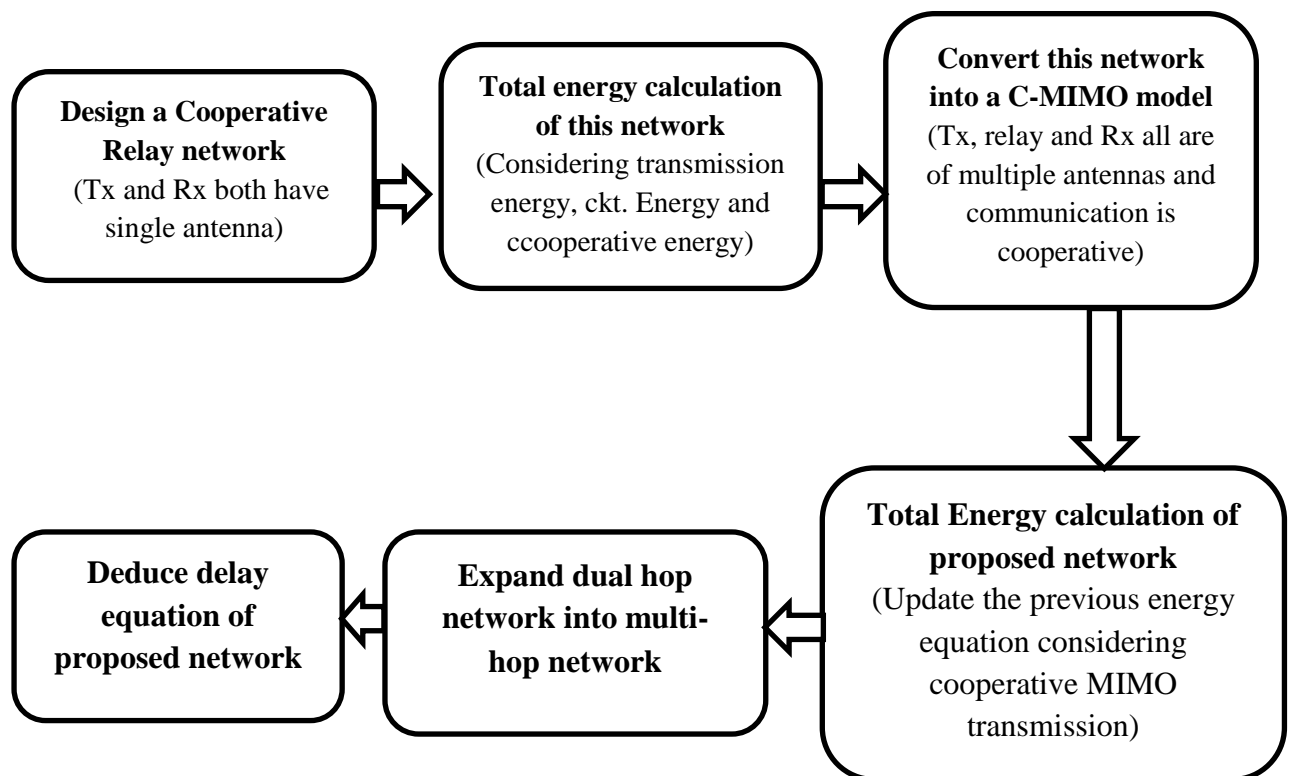 Design a Cooperative
Relay network
(Tx and Rx both have
single antenna)
Total energy calculation
of this network
(Considering transmission
energy, ckt. Energy and
ccooperative energy)
Convert this network
into a C-MIMO model
(Tx, relay and Rx all are
of multiple antennas and
communication is
cooperative)
Total Energy calculation of
proposed network
(Update the previous energy
equation considering
cooperative MIMO
transmission)
Expand dual hop
network into multi-
hop network
Deduce delay
equation of
proposed network